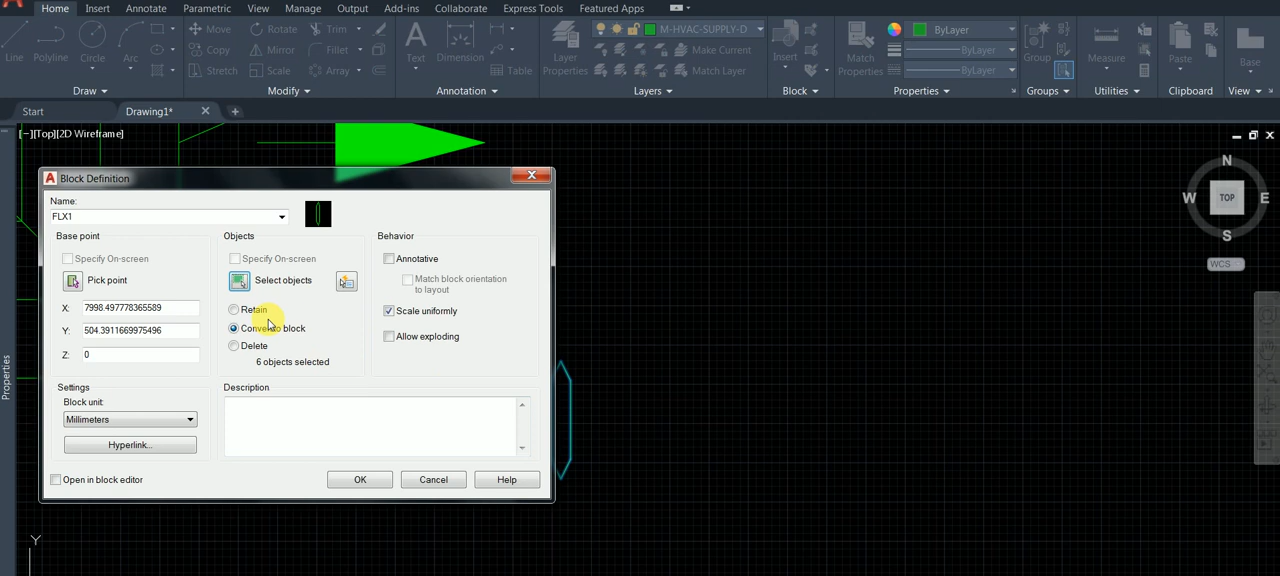 Home Insert Annotate Parametric View Manage Output Add-ins Collaborate Express Tools Featured Apps
Move Rotate Trim M-HVAC-SUPPLY-D ByLayer
Copy Mirror Fillet Make Current ByLayer
Line Polyline Circle Arc Text Dimension Layer Properties Insert Match Properties Group Measure Paste Base
Stretch Scale Array Table Match Layer ByLayer
Draw Modify Annotation Layers Block Properties Groups Utilities Clipboard View
Start Drawing1* +
[−][Top][2D Wireframe]
N
W TOP E
S
WCS
Block Definition
Name:
FLX1
Base point Objects Behavior
Specify On-screen Specify On-screen Annotative
Pick point Select objects Match block orientation
to layout
X: 7998.497778365589 Retain Scale uniformly
Y: 504.3911669975496 Convert to block
Allow exploding
Z: 0 Delete
6 objects selected
Settings Description
Block unit:
Millimeters
Hyperlink...
Open in block editor OK Cancel Help
Properties
Y